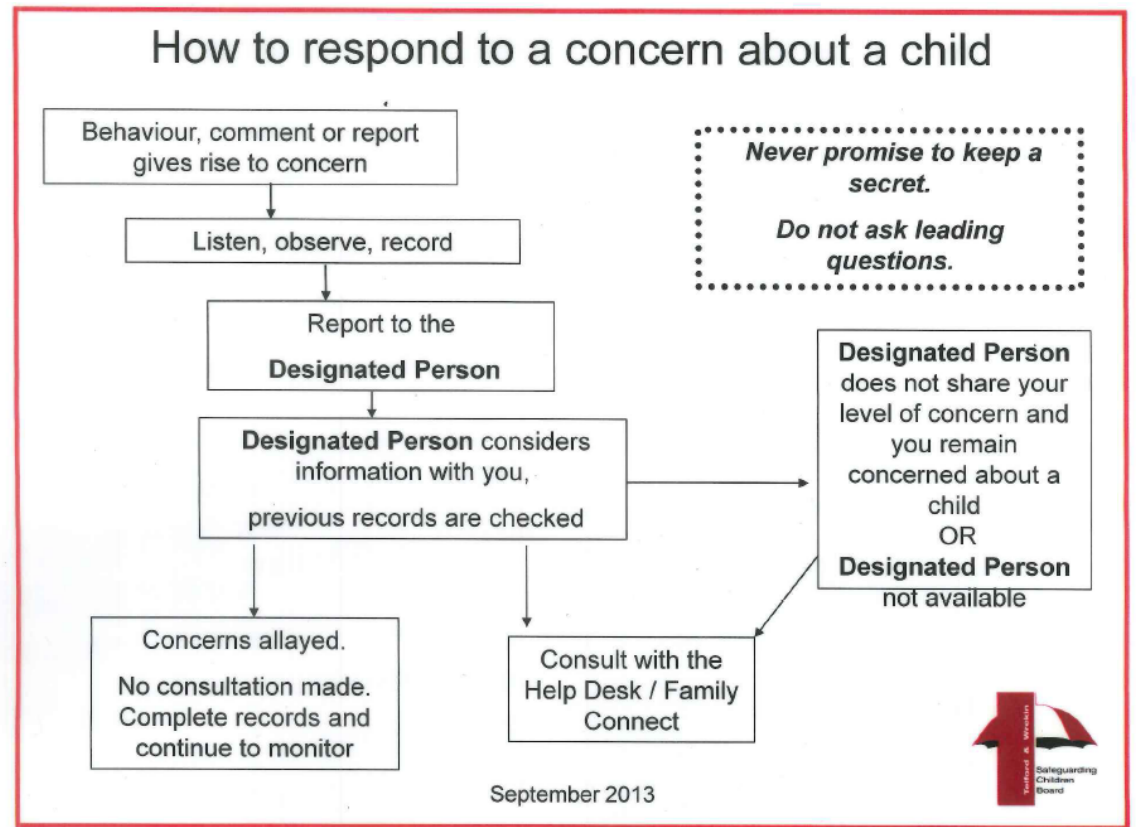 How to respond to a concern about a child
Behaviour, comment or report
gives rise to concern
Never promise to keep a
secret.
Do not ask leading
questions.
Listen, observe, record
Report to the
Designated Person
Designated Person considers
information with you,
previous records are checked
Designated Person
does not share your
level of concern and
you remain
concerned about a
child
OR
Designated Person
not available
Concerns allayed.
No consultation made.
Complete records and
continue to monitor
Consult with the
Help Desk / Family
Connect
Telford & Wrekin
Safeguarding
Children
Board
September 2013